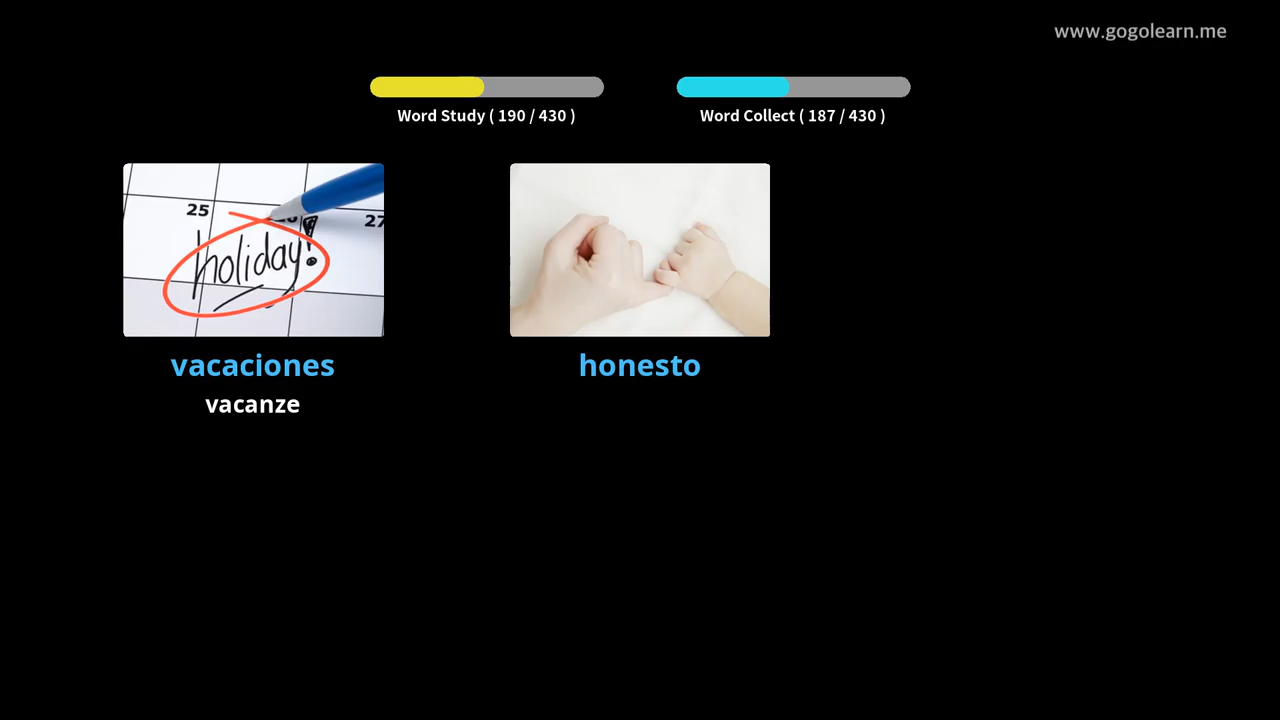 www.gogolearn.me
Word Study ( 190 / 430 )
Word Collect ( 187 / 430 )
25
27
holiday!
vacaciones
honesto
vacanze